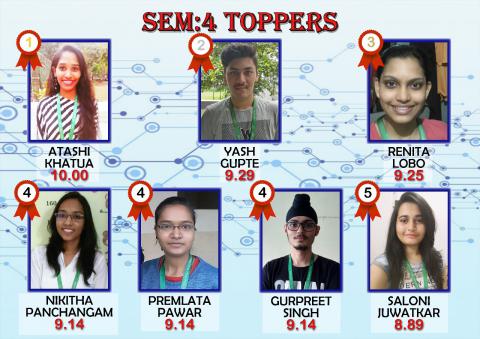 SEM:4 TOPPERS
1
2
3
ATASHI
KHATUA
10.00
YASH
GUPTE
9.29
RENITA
LOBO
9.25
4
4
4
5
NIKITHA
PANCHANGAM
9.14
PREMLATA
PAWAR
9.14
GURPREET
SINGH
9.14
SALONI
JUWATKAR
8.89